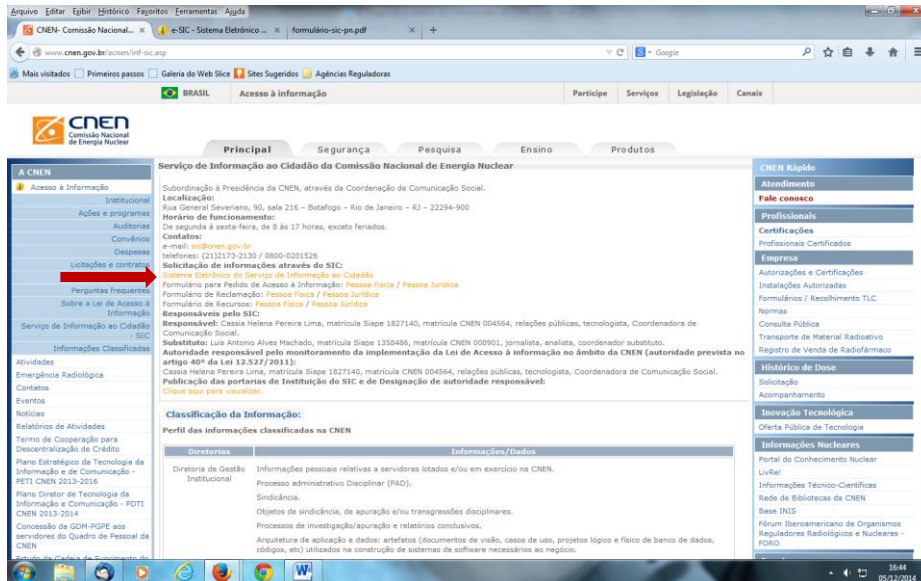 Arquivo Editar Exibir Histórico Favoritos Ferramentas Ajuda
CNEN- Comissão Nacional... ×
e-SIC - Sistema Eletrônico ... ×
formulário-sic-pn.pdf ×
+
www.cnen.gov.br/acnen/inf-sic.asp
Google
Mais visitados
Primeiros passos
Galeria do Web Slice
Sites Sugeridos
Agências Reguladoras
BRASIL
Acesso à informação
Participe
Serviços
Legislação
Canais
CNEN
Comissão Nacional
de Energia Nuclear
Principal
Segurança
Pesquisa
Ensino
Produtos
A CNEN
Acesso à Informação
Institucional
Ações e programas
Auditorias
Convênios
Despesas
Licitações e contratos
Perguntas frequentes
Sobre a Lei de Acesso à
Informação
Serviço de Informação ao Cidadão
- SIC
Informações Classificadas
Atividades
Emergência Radiológica
Contatos
Eventos
Notícias
Relatórios de Atividades
Termo de Cooperação para
Descentralização de Crédito
Plano Estratégico de Tecnologia da
Informação e de Comunicação -
PETI CNEN 2013-2016
Plano Diretor de Tecnologia da
Informação e Comunicação - PDTI
CNEN 2013-2014
Concessão da GDM-PGPE aos
servidores do Quadro de Pessoal da
CNEN
Estudo da Cadeia de Suprimento do
Serviço de Informação ao Cidadão da Comissão Nacional de Energia Nuclear
Subordinação à Presidência da CNEN, através da Coordenação de Comunicação Social.
Localização:
Rua General Severiano, 90, sala 216 – Botafogo – Rio de Janeiro – RJ – 22294-900
Horário de funcionamento:
De segunda à sexta-feira, de 8 às 17 horas, exceto feriados.
Contatos:
e-mail: sic@cnen.gov.br
telefones: (21)2173-2130 / 0800-0201526
Solicitação de informações através do SIC:
Sistema Eletrônico do Serviço de Informação ao Cidadão
Formulário para Pedido de Acesso à Informação: Pessoa Física / Pessoa Jurídica
Formulário de Reclamação: Pessoa Física / Pessoa Jurídica
Formulário de Recursos: Pessoa Física / Pessoa Jurídica
Responsáveis pelo SIC:
Responsável: Cassia Helena Pereira Lima, matrícula Siape 1827140, matrícula CNEN 004564, relações públicas, tecnologista, Coordenadora de
Comunicação Social.
Substituto: Luis Antonio Alves Machado, matrícula Siape 1358486, matrícula CNEN 000901, jornalista, analista, coordenador substituto.
Autoridade responsável pelo monitoramento da implementação da Lei de Acesso à informação no âmbito da CNEN (autoridade prevista no
ortigo 40º da Lei 12.527/2011):
Cassia Helena Pereira Lima, matrícula Siape 1827140, matrícula CNEN 004564, relações públicas, tecnologista, Coordenadora de Comunicação Social.
Publicação das portarias de Instituição do SIC e de Designação de autoridade responsável:
Clique aqui para visualizar.
Classificação da Informação:
Perfil das informações classificadas na CNEN
Diretorias
Informações/Dados
Diretoria de Gestão
Institucional
Informações pessoais relativas a servidores lotados e/ou em exercício na CNEN.
Processo administrativo Disciplinar (PAD).
Sindicância.
Objetos de sindicância, de apuração e/ou transgressões disciplinares.
Processos de investigação/apuração e relatórios conclusivos.
Arquitetura de aplicação e dados: artefatos (documentos de visão, casos de uso, projetos lógico e físico de banco de dados,
códigos, etc) utilizados na construção de sistemas de software necessários ao negócio.
CNEN Rápido
Atendimento
Fale conosco
Profissionais
Certificações
Profissionais Certificados
Empresa
Autorizações e Certificações
Instalações Autorizadas
Formulários / Recolhimento TLC
Normas
Consulta Pública
Transporte de Material Radioativo
Registro de Venda de Radiofármaco
Histórico de Dose
Solicitação
Acompanhamento
Inovação Tecnológica
Oferta Pública de Tecnologia
Informações Nucleares
Portal do Conhecimento Nuclear
LivRe!
Informações Técnico-Científicas
Rede de Bibliotecas da CNEN
Base INIS
Fórum Iberoamericano de Organismos
Reguladores Radiológicos e Nucleares -
FORO
16:44
05/12/2014